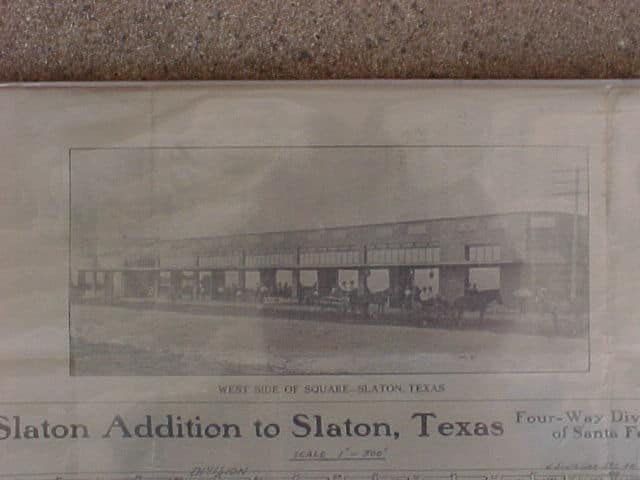 WEST SIDE OF SQUARE—SLATON, TEXAS
Slaton Addition to Slaton, Texas
Four-Way Div
of Santa Fe
SCALE 1"=300'
DIVISION